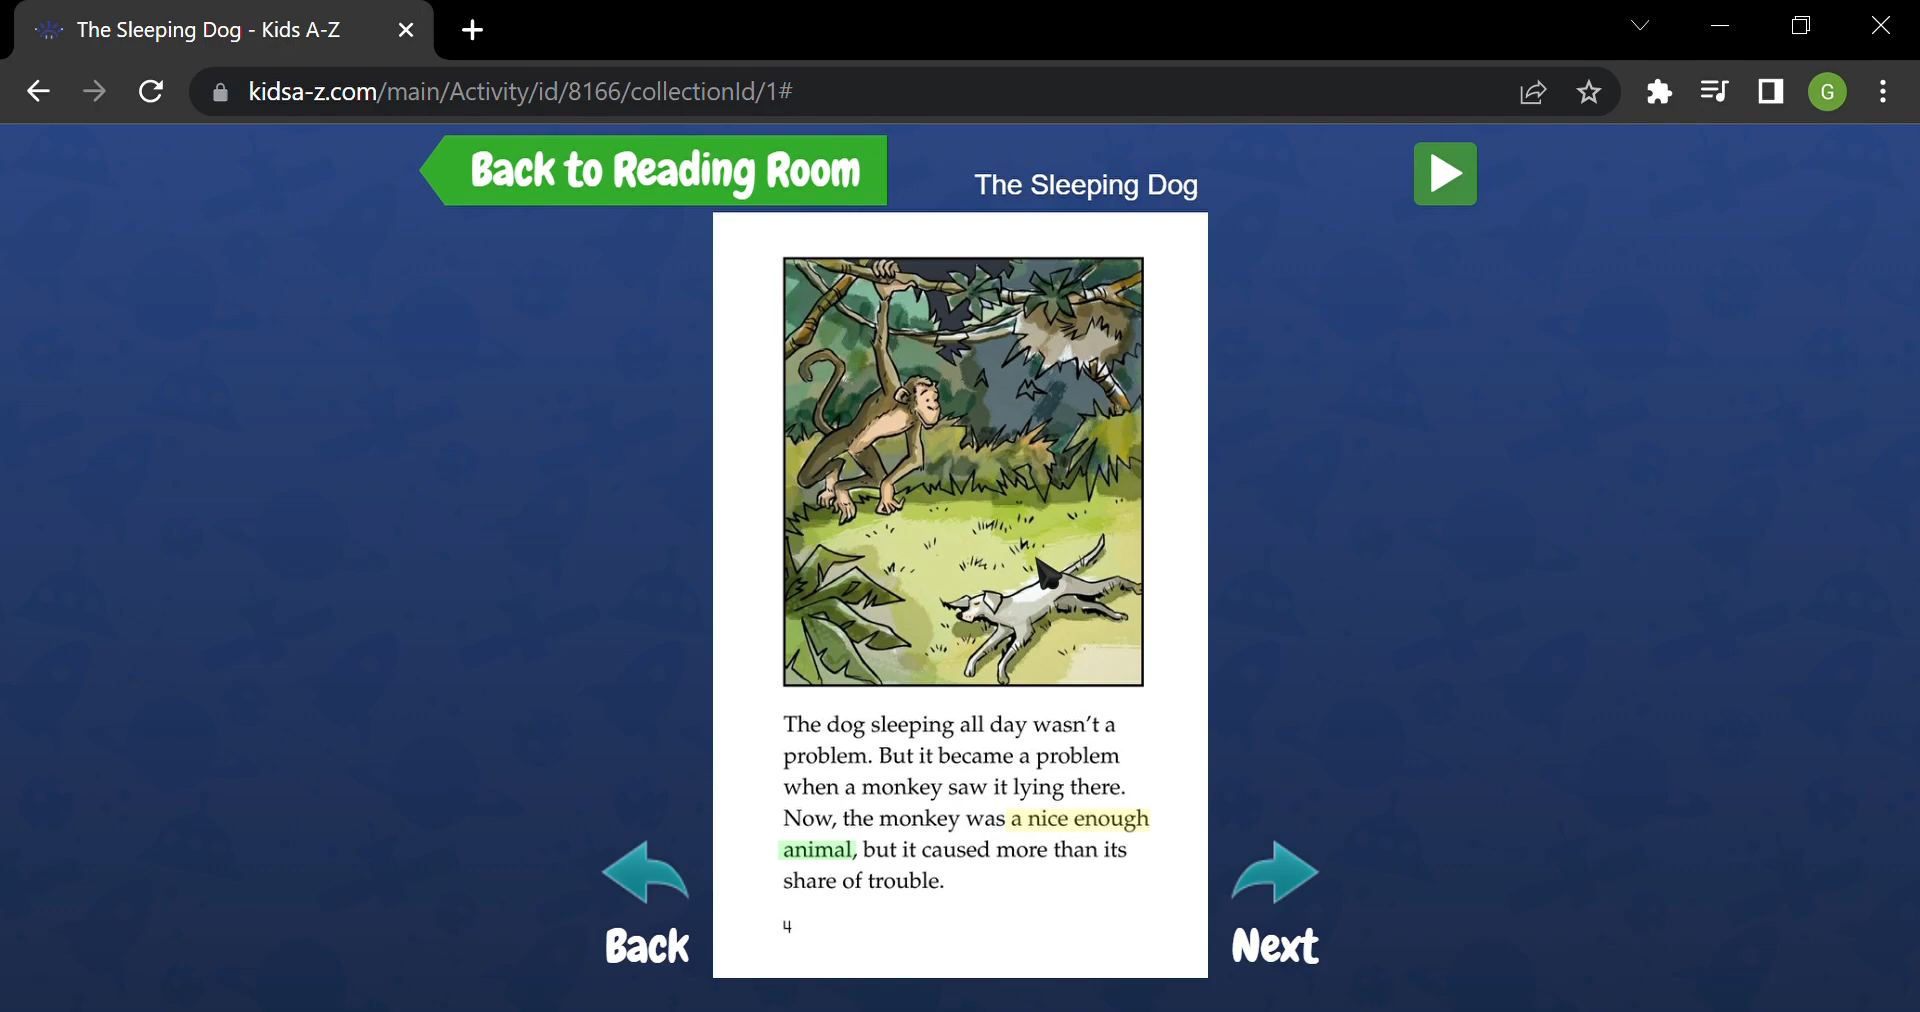 The Sleeping Dog - Kids A-Z
kidsa-z.com/main/Activity/id/8166/collectionId/1#
G
Back to Reading Room
The Sleeping Dog
The dog sleeping all day wasn't a
problem. But it became a problem
when a monkey saw it lying there.
Now, the monkey was a nice enough
animal, but it caused more than its
share of trouble.
4
Back
Next